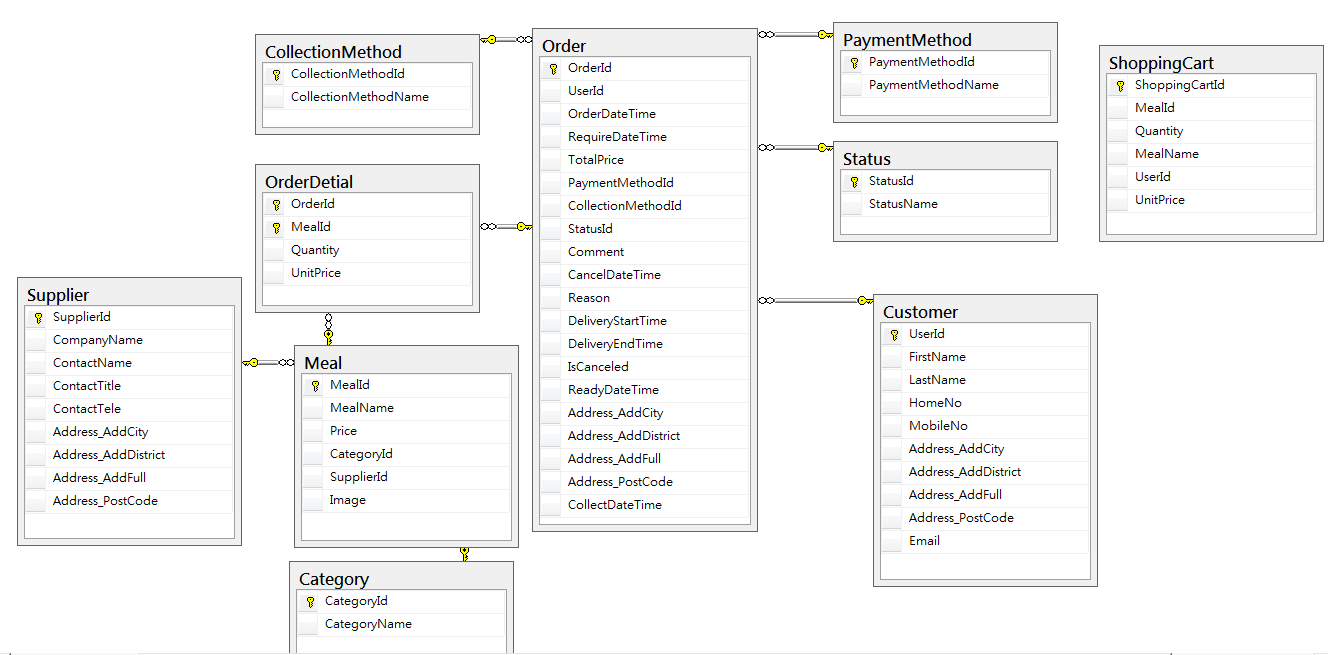 CollectionMethod
CollectionMethodId
CollectionMethodName
OrderDetial
OrderId
MealId
Quantity
UnitPrice
Supplier
SupplierId
CompanyName
ContactName
ContactTitle
ContactTele
Address_AddCity
Address_AddDistrict
Address_AddFull
Address_PostCode
Meal
MealId
MealName
Price
CategoryId
SupplierId
Image
Category
CategoryId
CategoryName
Order
OrderId
UserId
OrderDateTime
RequireDateTime
TotalPrice
PaymentMethodId
CollectionMethodId
StatusId
Comment
CancelDateTime
Reason
DeliveryStartTime
DeliveryEndTime
IsCanceled
ReadyDateTime
Address_AddCity
Address_AddDistrict
Address_AddFull
Address_PostCode
CollectDateTime
PaymentMethod
PaymentMethodId
PaymentMethodName
Status
StatusId
StatusName
Customer
UserId
FirstName
LastName
HomeNo
MobileNo
Address_AddCity
Address_AddDistrict
Address_AddFull
Address_PostCode
Email
ShoppingCart
ShoppingCartId
MealId
Quantity
MealName
UserId
UnitPrice